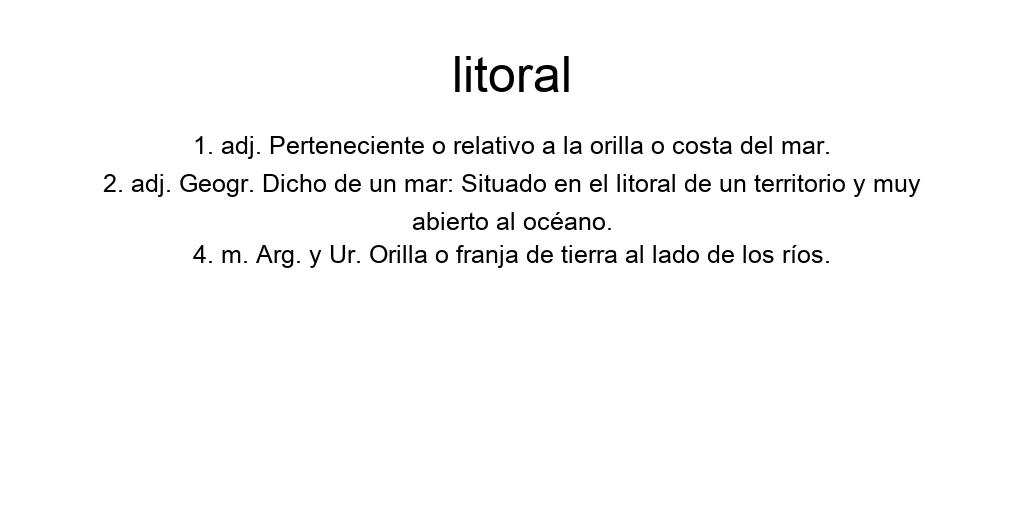 litoral
1. adj. Perteneciente o relativo a la orilla o costa del mar.
2. adj. Geogr. Dicho de un mar: Situado en el litoral de un territorio y muy
abierto al océano.
4. m. Arg. y Ur. Orilla o franja de tierra al lado de los ríos.